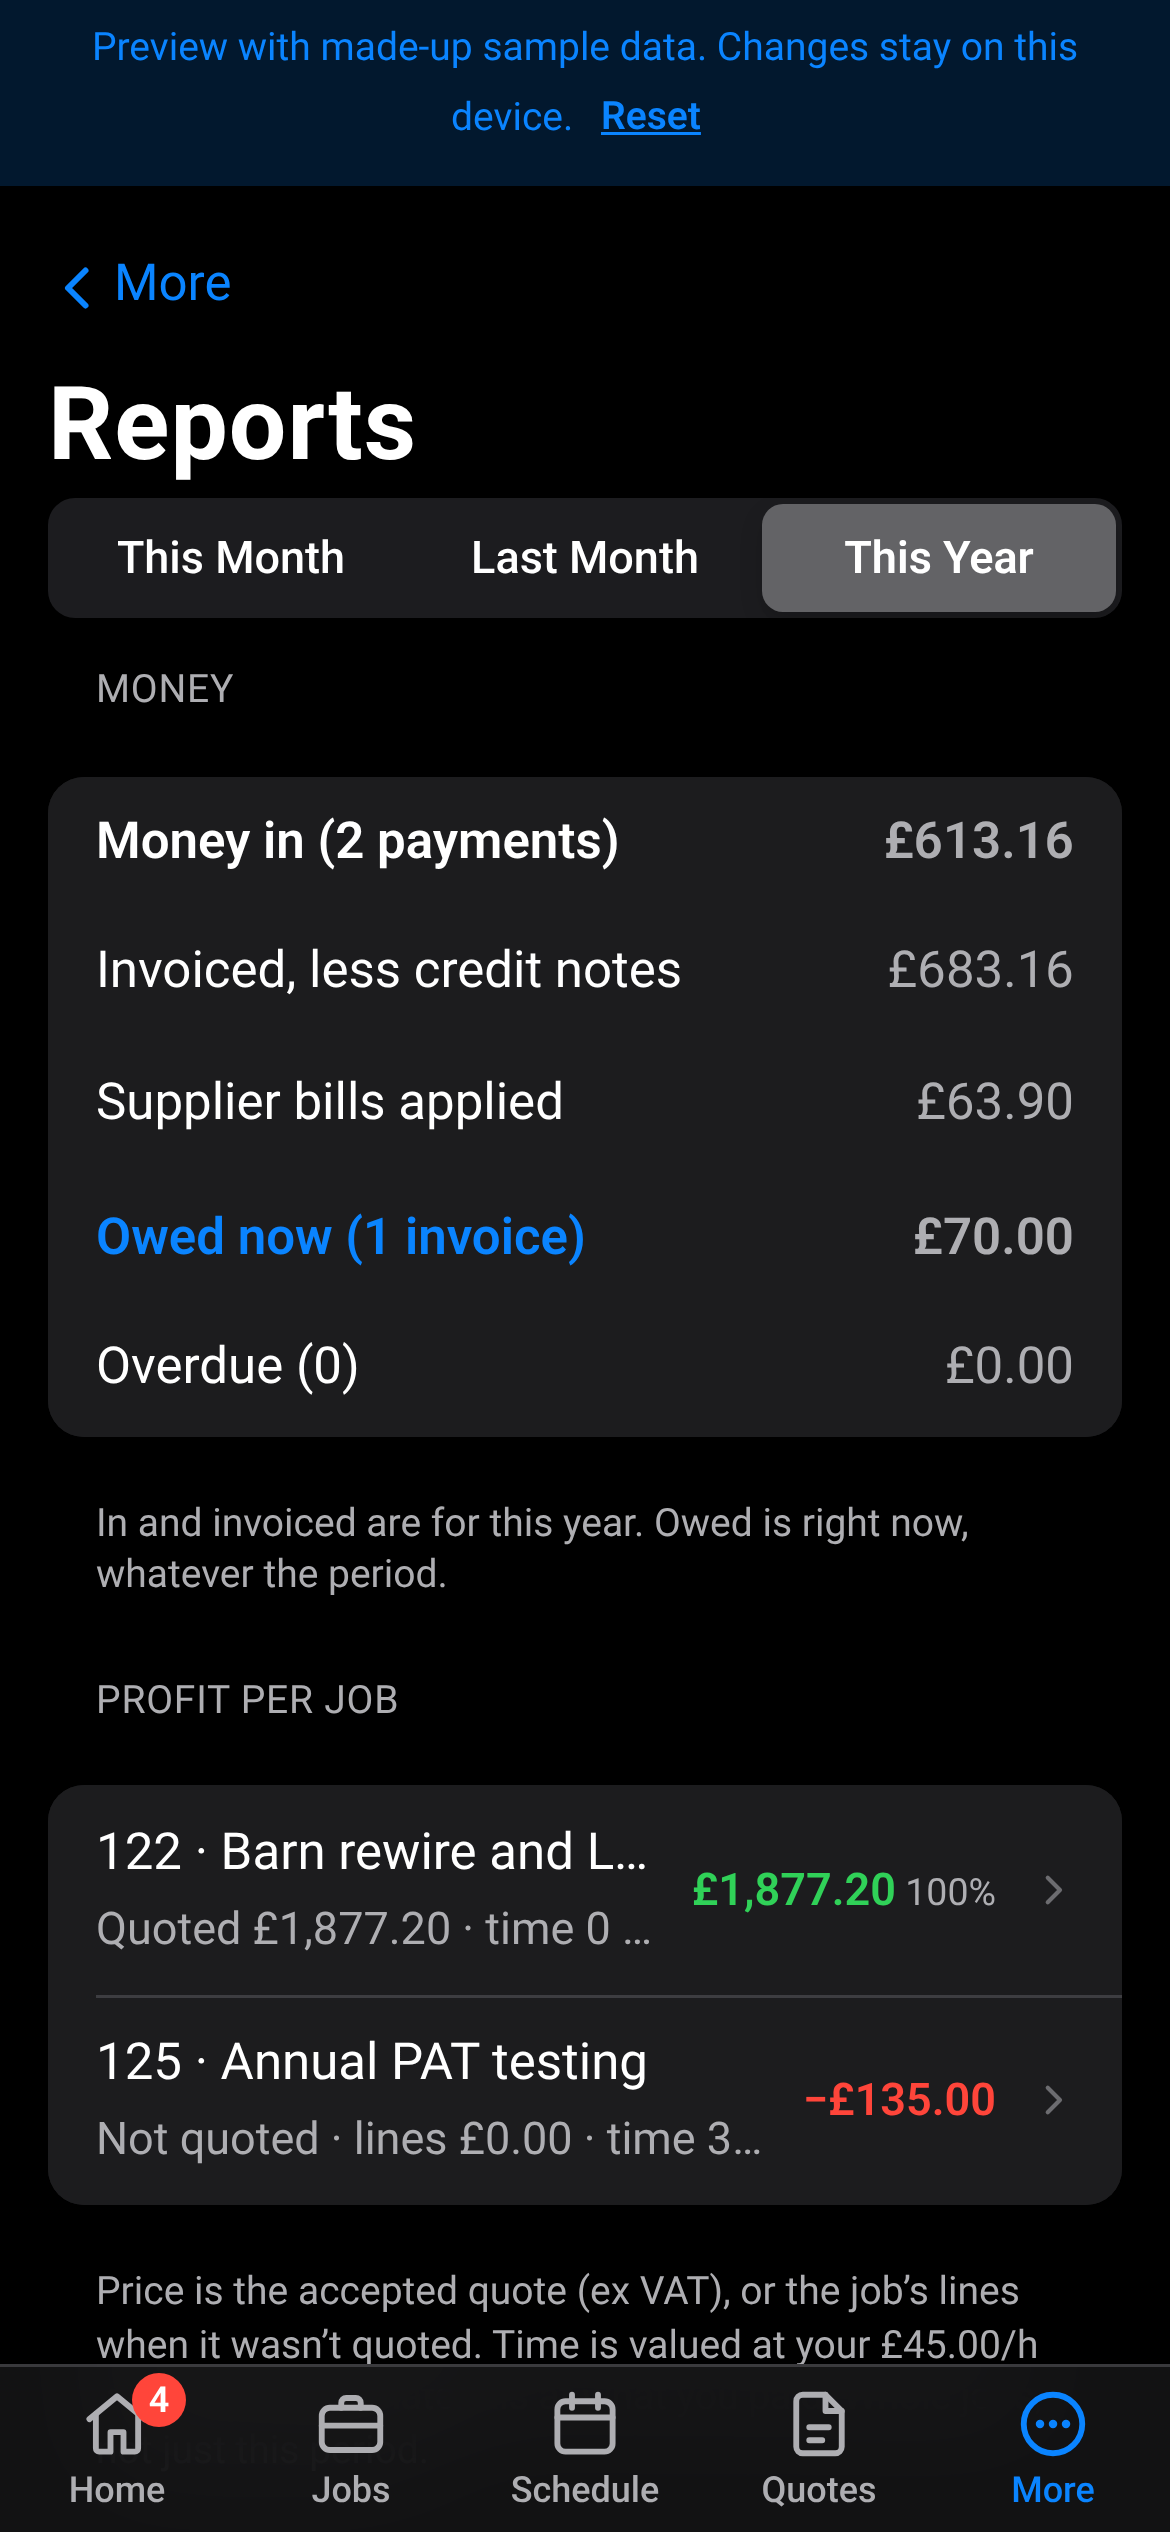 Preview with made-up sample data. Changes stay on this
device. Reset
More
Reports
This Month Last Month This Year
MONEY
Money in (2 payments) £613.16
Invoiced, less credit notes £683.16
Supplier bills applied £63.90
Owed now (1 invoice) £70.00
Overdue (0) £0.00
In and invoiced are for this year. Owed is right now,
whatever the period.
PROFIT PER JOB
122 · Barn rewire and L…
£1,877.20 100%
Quoted £1,877.20 · time 0 …
125 · Annual PAT testing
−£135.00
Not quoted · lines £0.00 · time 3…
Price is the accepted quote (ex VAT), or the job’s lines
when it wasn’t quoted. Time is valued at your £45.00/h
just this period.
4
Home Jobs Schedule Quotes More